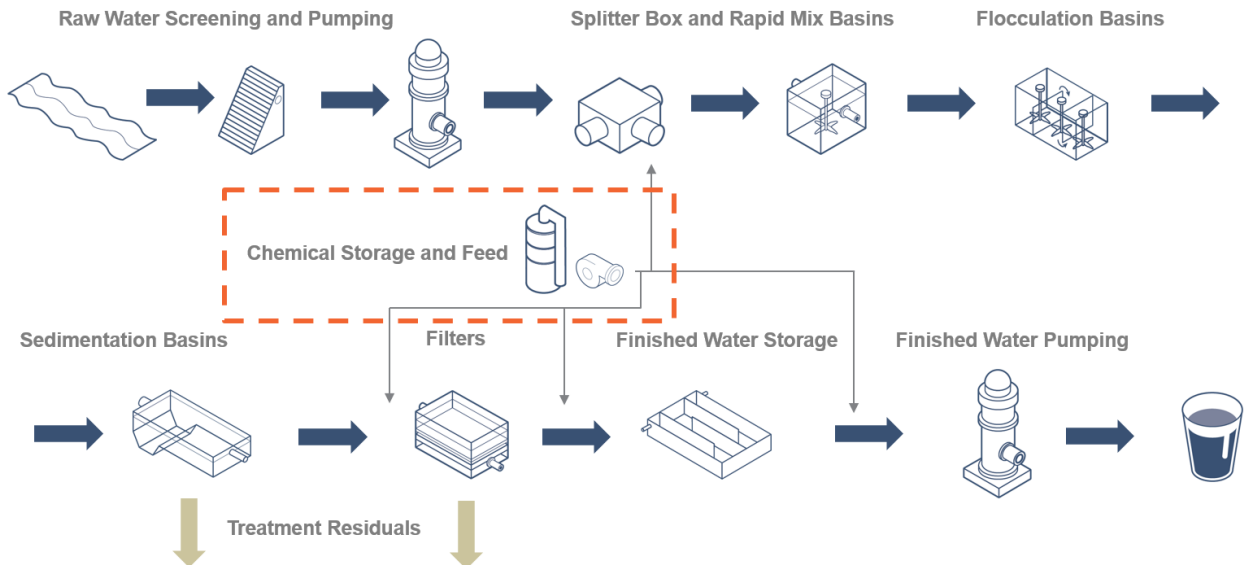 Raw Water Screening and Pumping
Splitter Box and Rapid Mix Basins
Flocculation Basins
Chemical Storage and Feed
Sedimentation Basins
Filters
Finished Water Storage
Finished Water Pumping
Treatment Residuals